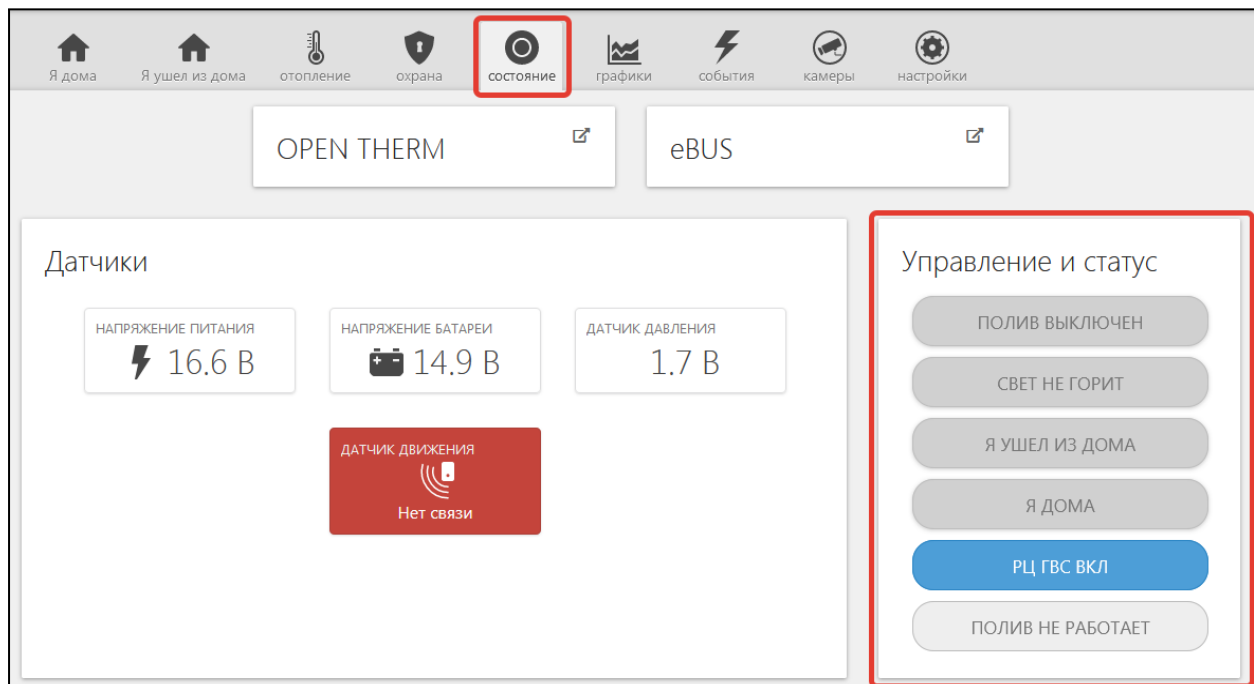 Я дома
Я ушел из дома
отопление
охрана
состояние
графики
события
камеры
настройки
OPEN THERM
eBUS
Датчики
НАПРЯЖЕНИЕ ПИТАНИЯ
16.6 В
НАПРЯЖЕНИЕ БАТАРЕИ
14.9 В
ДАТЧИК ДАВЛЕНИЯ
1.7 В
ДАТЧИК ДВИЖЕНИЯ
Нет связи
Управление и статус
ПОЛИВ ВЫКЛЮЧЕН
СВЕТ НЕ ГОРИТ
Я УШЕЛ ИЗ ДОМА
Я ДОМА
РЦ ГВС ВКЛ
ПОЛИВ НЕ РАБОТАЕТ